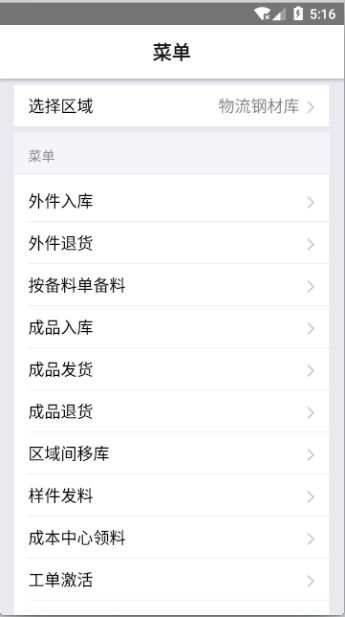 5:16
菜单
选择区域 物流钢材库
菜单
外件入库
外件退货
按备料单备料
成品入库
成品发货
成品退货
区域间移库
样件发料
成本中心领料
工单激活